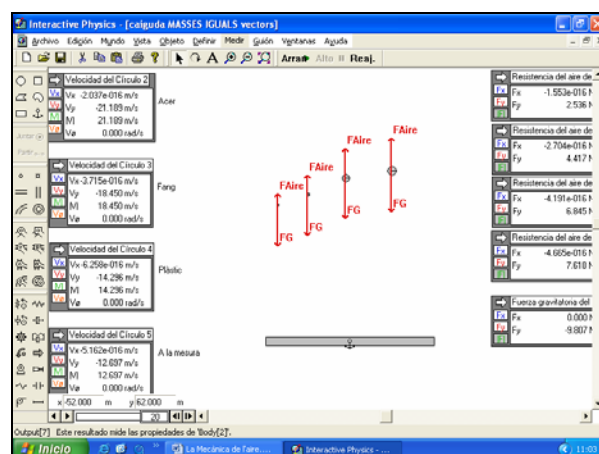 Interactive Physics - [caiguda MASSES IGUALS vectors]
Archivo Edición Mundo Vista Objeto Definir Medir Guión Ventanas Ayuda
Arran Alto Reaj.
Velocidad del Círculo 2
Vx -2.037e-016 m/s
Vy -21.189 m/s
|V| 21.189 m/s
Vø 0.000 rad/s
Acer
Velocidad del Círculo 3
Vx -3.715e-016 m/s
Vy -18.450 m/s
|V| 18.450 m/s
Vø 0.000 rad/s
Fang
Velocidad del Círculo 4
Vx -6.258e-016 m/s
Vy -14.296 m/s
|V| 14.296 m/s
Vø 0.000 rad/s
Plàstic
Velocidad del Círculo 5
Vx -5.162e-016 m/s
Vy -12.697 m/s
|V| 12.697 m/s
Vø 0.000 rad/s
A la mesura
FAire
FAire
FAire
FAire
FG
FG
FG
FG
Resistencia del aire de
Fx -1.553e-016 N
Fy 2.536 N
Resistencia del aire de
Fx -2.704e-016 N
Fy 4.417 N
Resistencia del aire de
Fx -4.191e-016 N
Fy 6.845 N
Resistencia del aire de
Fx -4.665e-016 N
Fy 7.618 N
Fuerza gravitatoria del
Fx 0.000 N
Fy -9.807 N
x -52.000 m y 62.000 m
20
Output[7] Este resultado mide las propiedades de 'Body[2]'.
Inicio
La Mecánica de l'aire....
Interactive Physics - ...
11:03